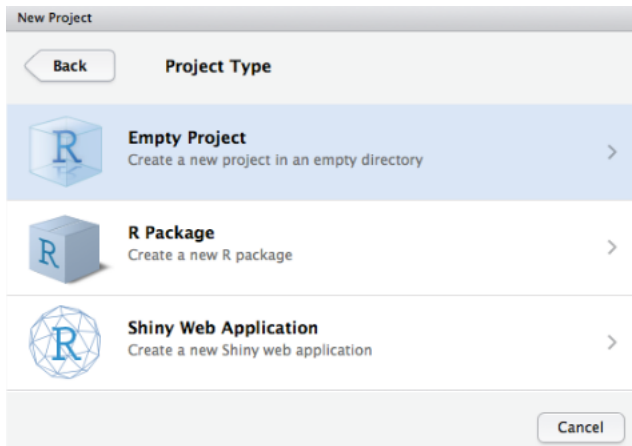 New Project
Back
Project Type
R
Empty Project
Create a new project in an empty directory
R
R Package
Create a new R package
R
Shiny Web Application
Create a new Shiny web application
Cancel